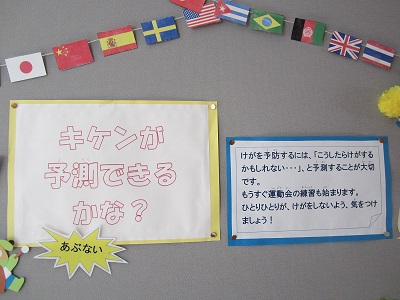 キケンが
予測できる
かな？
あぶない
けがを予防するには、「こうしたらけがする
かもしれない・・・」、と予測することが大切
です。
もうすぐ運動会の練習も始まります。
ひとりひとりが、けがをしないよう、気をつけ
ましょう！